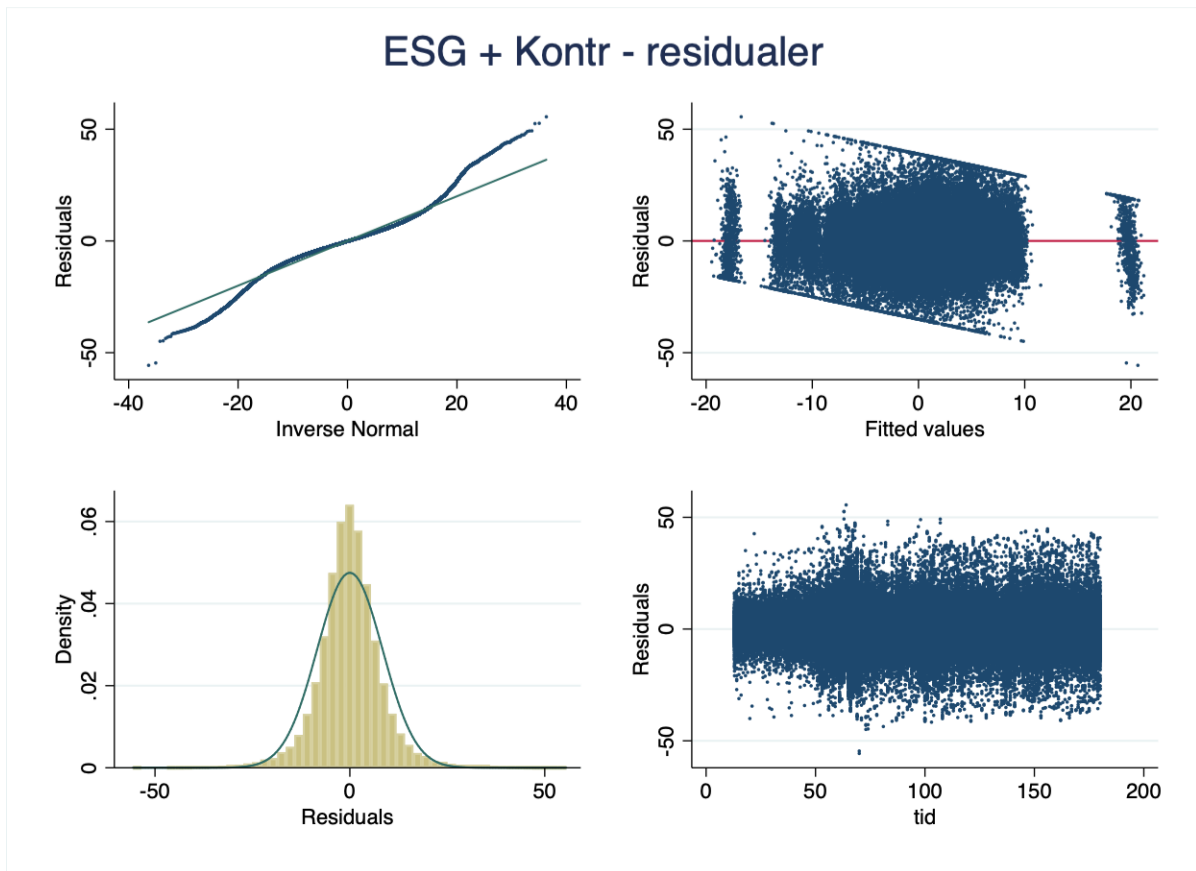 ESG + Kontr - residualer
50
0
-50
Residuals
-40 -20 0 20 40
Inverse Normal
50
0
-50
Residuals
-20 -10 0 10 20
Fitted values
.06
.04
.02
0
Density
-50 0 50
Residuals
50
0
-50
Residuals
0 50 100 150 200
tid